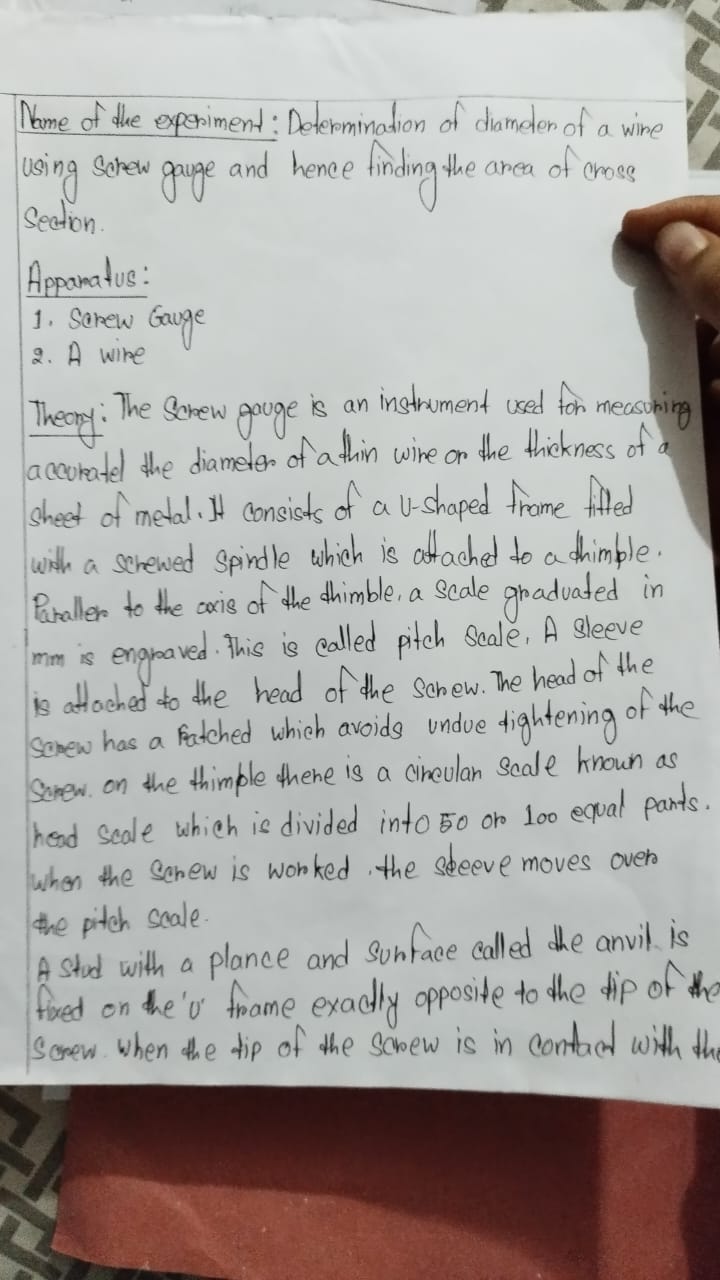 Name of the experiment: Determination of diameter of a wire
using Screw gauge and hence finding the area of cross
Section.
Apparatus:
1. Screw Gauge
2. A wire
Theory: The Screw gauge is an instrument used for measuring
accuratel the diameter of a thin wire or the thickness of a
sheet of metal. It consists of a U-shaped frame fitted
with a screwed spindle which is attached to a thimble.
Paraller to the axis of the thimble, a scale graduated in
mm is engraved. This is called pitch scale. A sleeve
is attached to the head of the screw. The head of the
screw has a Ratched which avoids undue tightening of the
screw. on the thimble there is a circular scale known as
head scale which is divided into 50 or 100 equal parts.
when the screw is worked. the sleeve moves over
the pitch scale.
A stud with a plance and surface called the anvil is
fixed on the 'U' frame exactly opposite to the tip of the
Screw. When the tip of the screw is in contact with the